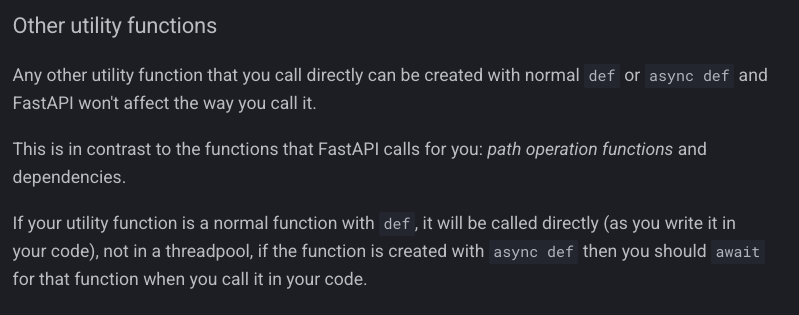 Other utility functions
Any other utility function that you call directly can be created with normal def or async def and
FastAPI won't affect the way you call it.
This is in contrast to the functions that FastAPI calls for you: path operation functions and
dependencies.
If your utility function is a normal function with def, it will be called directly (as you write it in
your code), not in a threadpool, if the function is created with async def then you should await
for that function when you call it in your code.